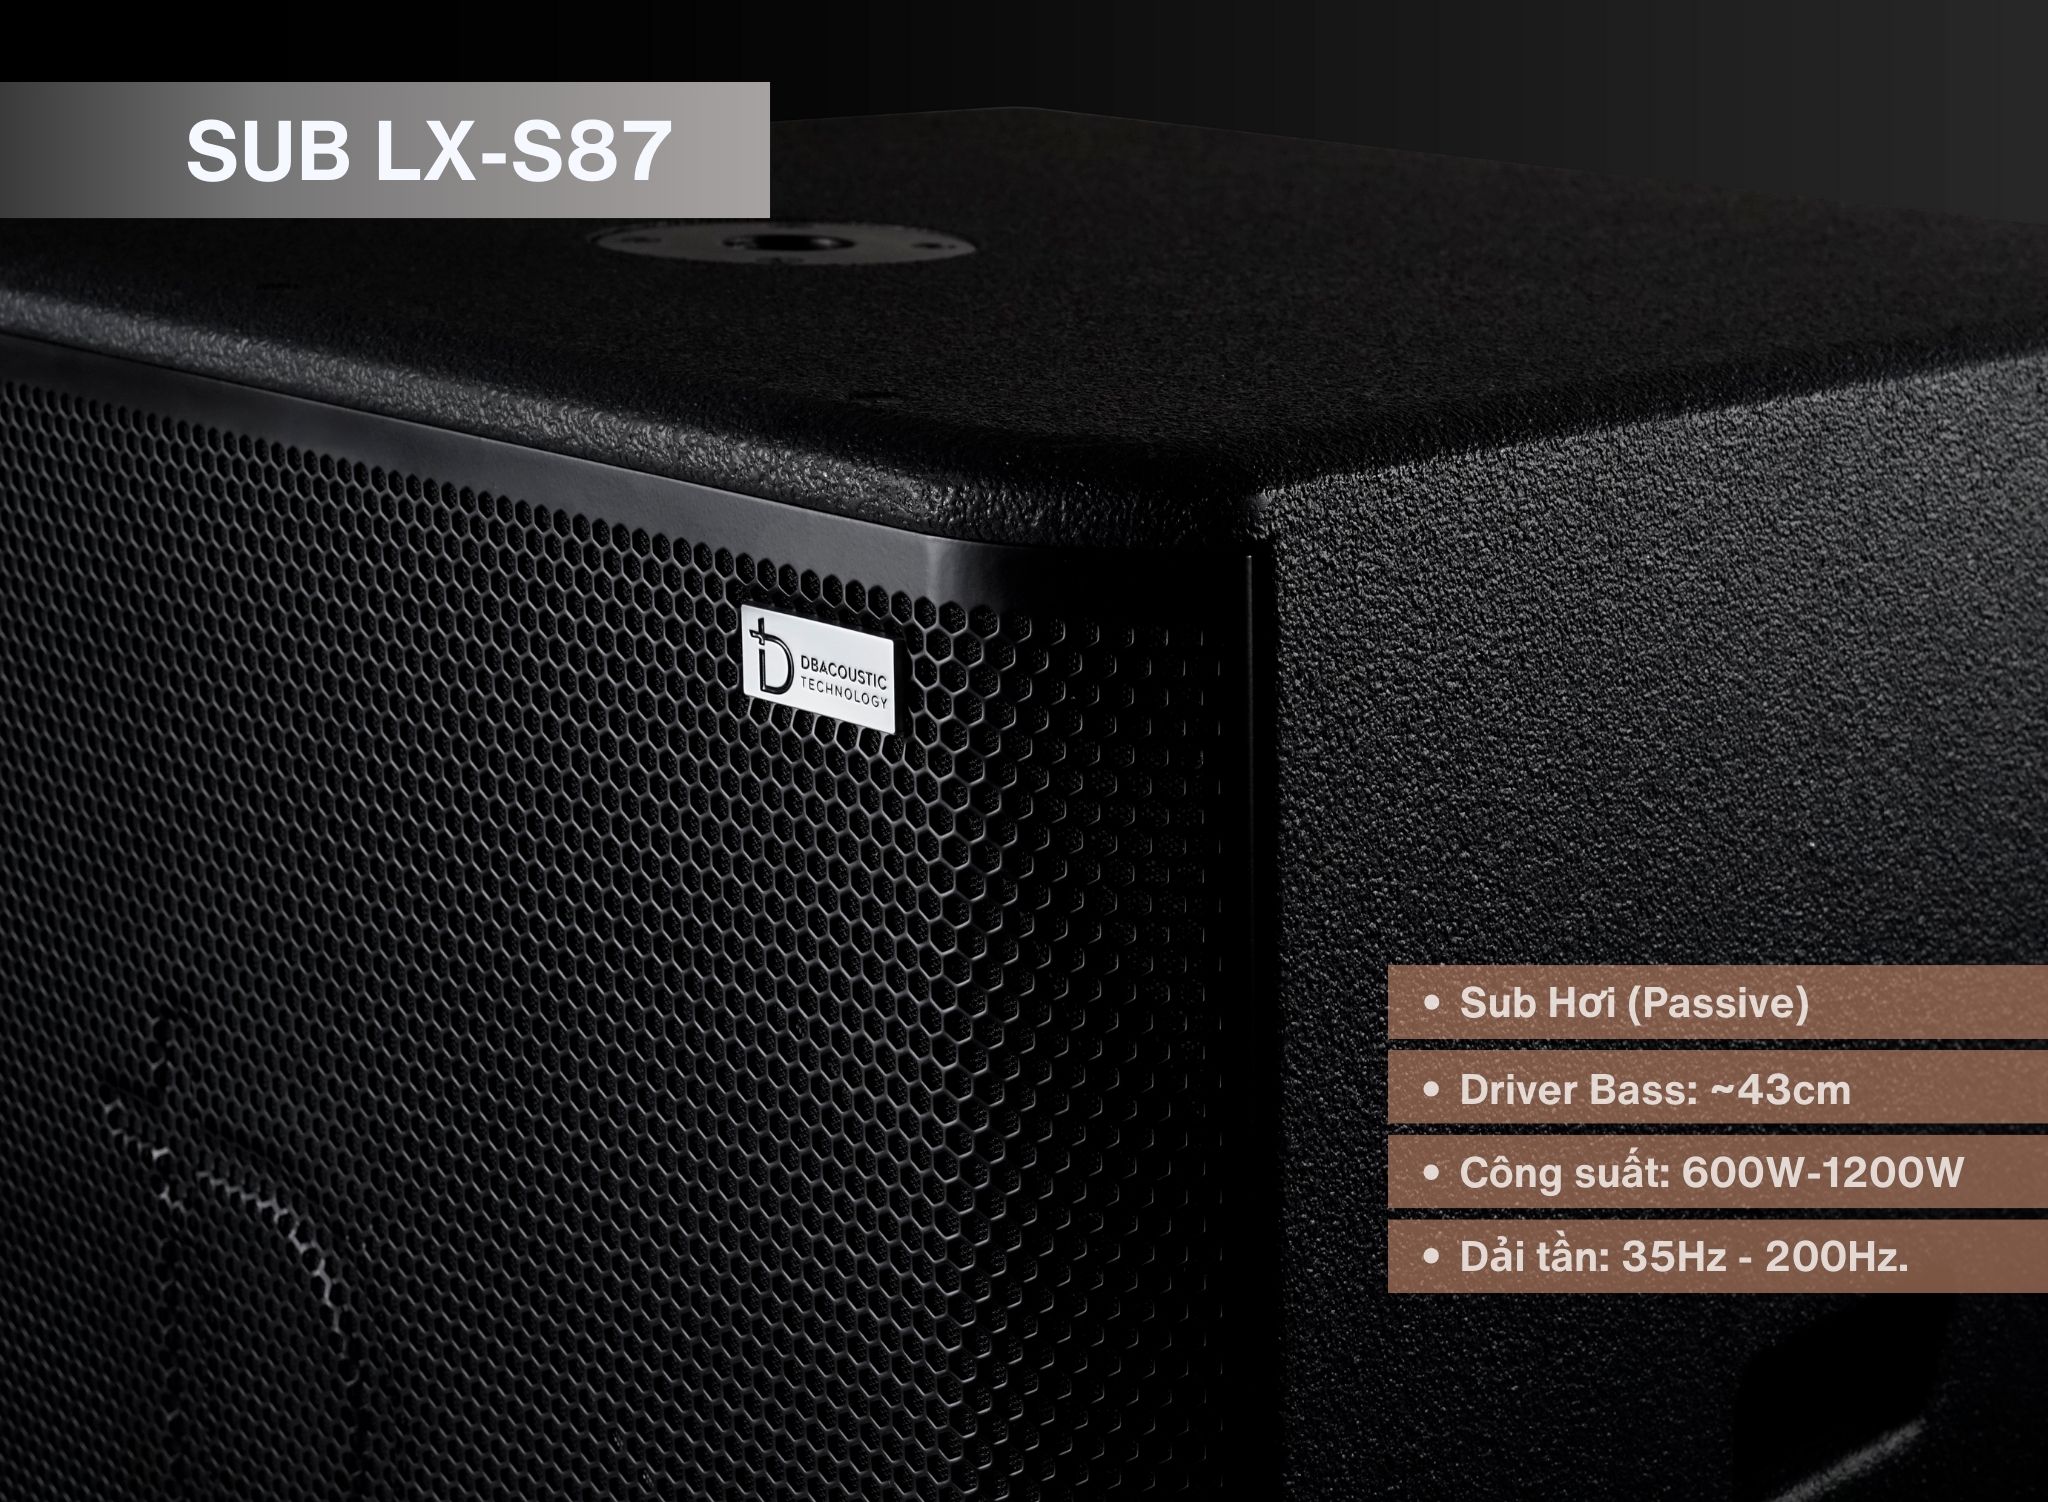 SUB LX-S87
DBACOUSTIC
TECHNOLOGY
• Sub Hơi (Passive)
• Driver Bass: ~43cm
• Công suất: 600W-1200W
• Dải tần: 35Hz - 200Hz.